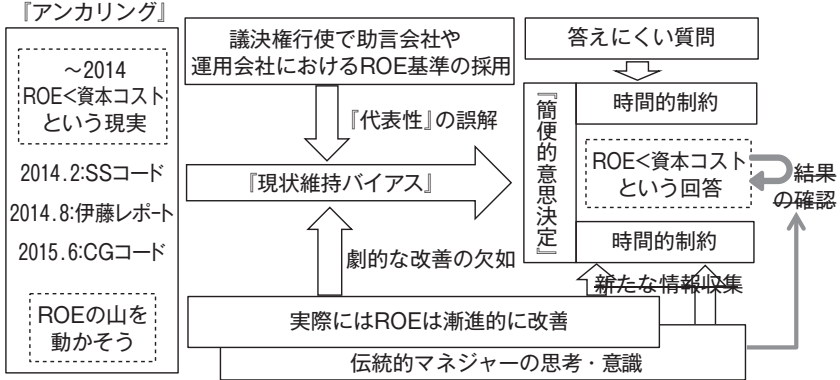 『アンカリング』
～2014
ROE<資本コスト
という現実
2014.2:SSコード
2014.8:伊藤レポート
2015.6:CGコード
ROEの山を
動かそう
議決権行使で助言会社や
運用会社におけるROE基準の採用
『代表性』の誤解
『現状維持バイアス』
劇的な改善の欠如
実際にはROEは漸進的に改善
伝統的マネジャーの思考・意識
答えにくい質問
『簡便的意思決定』
時間的制約
ROE<資本コスト
という回答
時間的制約
結果
の確認
新たな情報収集